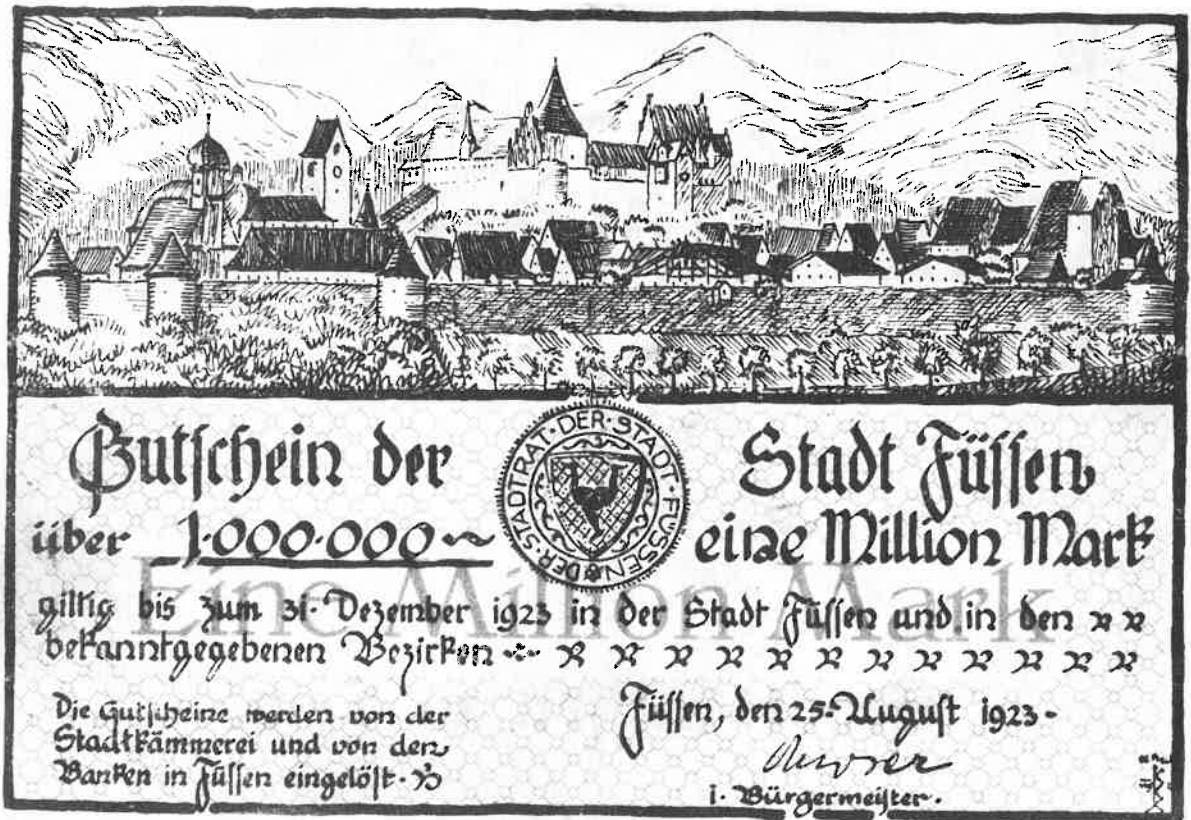 Gutschein der Stadt Füssen
über 1·000·000 eine Million Mark
DER·STADTRAT·DER·STADT·FÜSSEN
Eine Million Mark
giltig bis zum 31· Dezember 1923 in der Stadt Füssen und in den
bekanntgegebenen Bezirken
Die Gutscheine werden von der
Stadtkämmerei und von den
Banken in Füssen eingelöst·
Füssen, den 25· August 1923·
i· Bürgermeister·